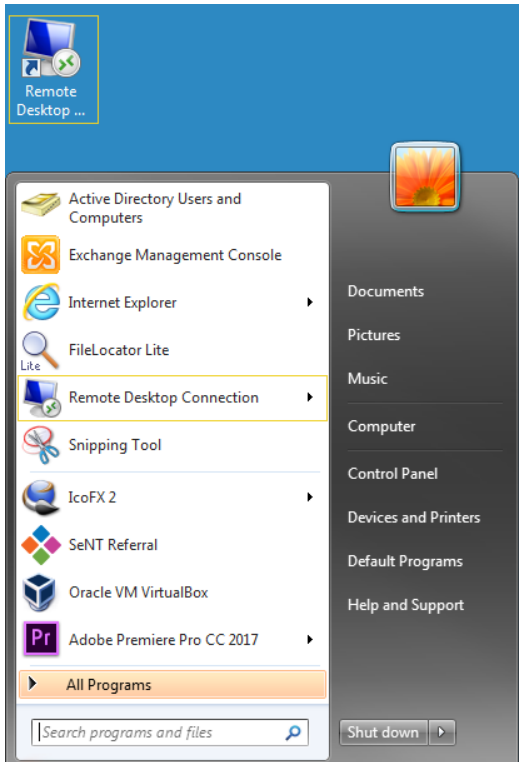 Remote
Desktop ...
Active Directory Users and
Computers
Exchange Management Console
Internet Explorer
Lite
FileLocator Lite
Remote Desktop Connection
Snipping Tool
IcoFX 2
SeNT Referral
Oracle VM VirtualBox
Pr
Adobe Premiere Pro CC 2017
All Programs
Search programs and files
Documents
Pictures
Music
Computer
Control Panel
Devices and Printers
Default Programs
Help and Support
Shut down